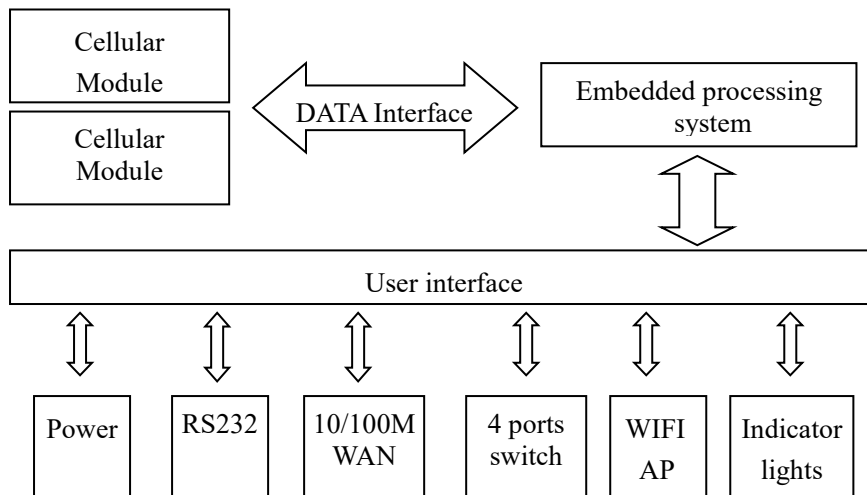 Cellular
Module
Cellular
Module
DATA Interface
Embedded processing
system
User interface
Power
RS232
10/100M
WAN
4 ports
switch
WIFI
AP
Indicator
lights